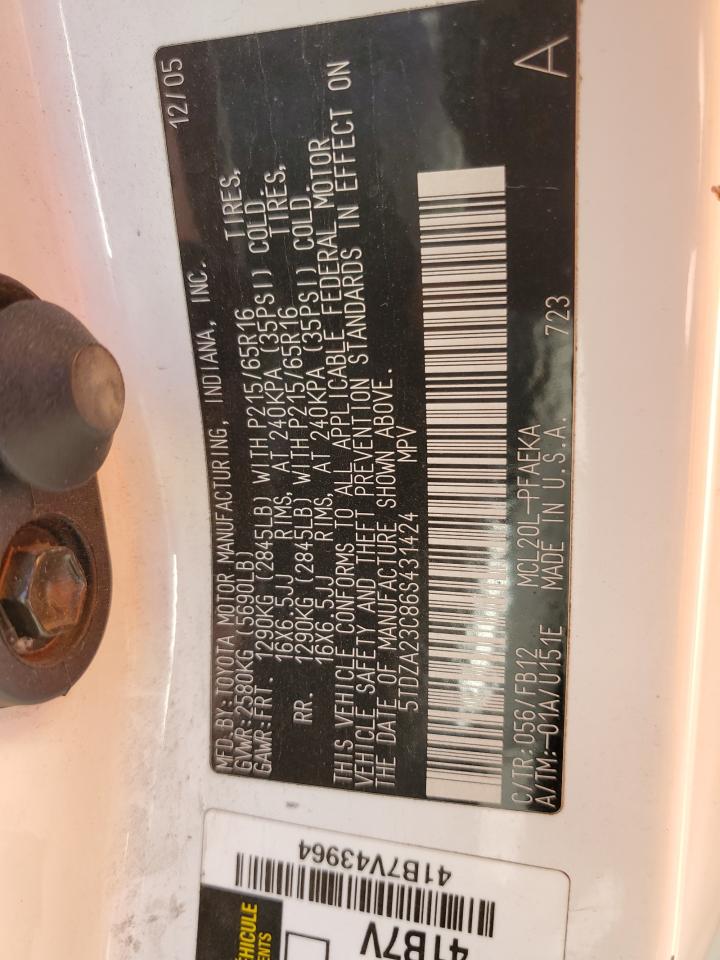 MFD.BY:TOYOTA MOTOR MANUFACTURING, INDIANA, INC. 12/05
GVWR:2580KG (5690LB)
GAWR:FRT. 1290KG (2845LB) WITH P215/65R16 TIRES,
16X6.5JJ RIMS, AT 240KPA (35PSI) COLD.
RR. 1290KG (2845LB) WITH P215/65R16 TIRES,
16X6.5JJ RIMS, AT 240KPA (35PSI) COLD.
THIS VEHICLE CONFORMS TO ALL APPLICABLE FEDERAL MOTOR
VEHICLE SAFETY AND THEFT PREVENTION STANDARDS IN EFFECT ON
THE DATE OF MANUFACTURE SHOWN ABOVE.
5TDZA23C86S431424 MPV
C/TR:056/FB12 MCL20L-PFAEKA
A/TM:-01A/U151E MADE IN U.S.A. 723
A
41B7V43964
41B7V